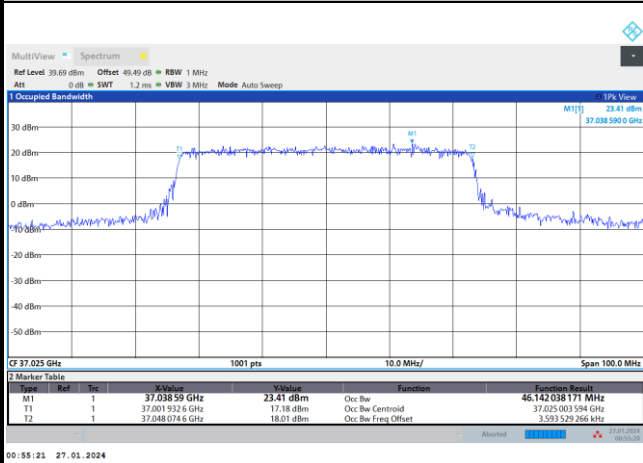 MultiView Spectrum
Ref Level 39.69 dBm Offset 49.49 dB RBW 1 MHz
Att 0 dB SWT 1.2 ms VBW 3 MHz Mode Auto Sweep
1 Occupied Bandwidth 1Pk View
M1[1] 23.41 dBm
37.038 590 0 GHz
30 dBm
M1
T1 T2
20 dBm
10 dBm
0 dBm
-10 dBm
-20 dBm
-30 dBm
-40 dBm
-50 dBm
CF 37.025 GHz 1001 pts 10.0 MHz/ Span 100.0 MHz
2 Marker Table
Type Ref Trc X-Value Y-Value Function Function Result
M1 1 37.038 59 GHz 23.41 dBm Occ Bw 46.142 038 171 MHz
T1 1 37.001 932 6 GHz 17.18 dBm Occ Bw Centroid 37.025 003 594 GHz
T2 1 37.048 074 6 GHz 18.01 dBm Occ Bw Freq Offset 3.593 529 266 kHz
Aborted 27.01.2024
00:55:20
00:55:21 27.01.2024